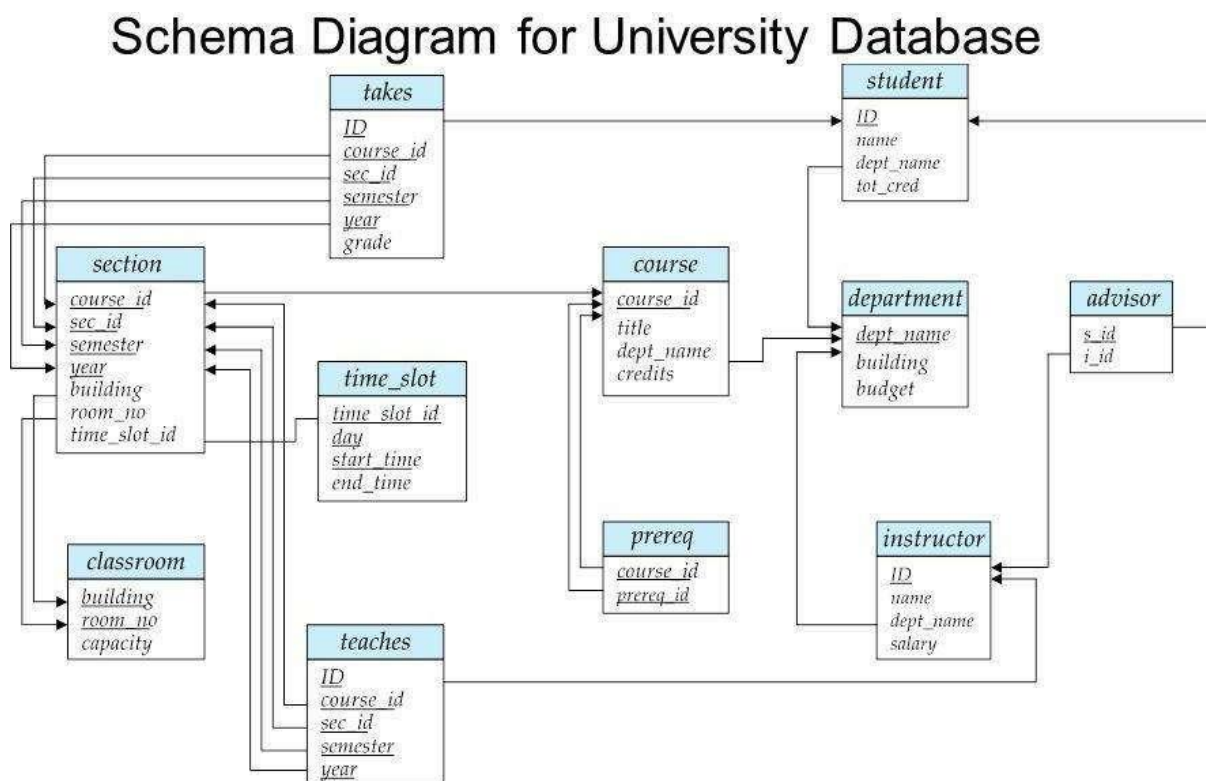 Schema Diagram for University Database
takes
ID
course_id
sec_id
semester
year
grade
student
ID
name
dept_name
tot_cred
section
course_id
sec_id
semester
year
building
room_no
time_slot_id
course
course_id
title
dept_name
credits
department
dept_name
building
budget
advisor
s_id
i_id
time_slot
time_slot_id
day
start_time
end_time
classroom
building
room_no
capacity
prereq
course_id
prereq_id
instructor
ID
name
dept_name
salary
teaches
ID
course_id
sec_id
semester
year